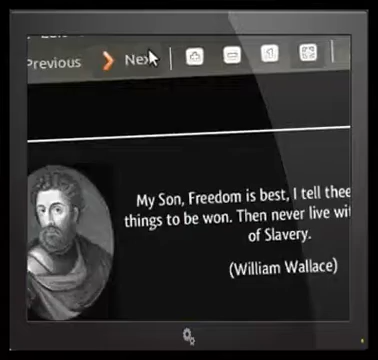 Previous Next
My Son, Freedom is best, I tell thee
things to be won. Then never live wi
of Slavery.
(William Wallace)